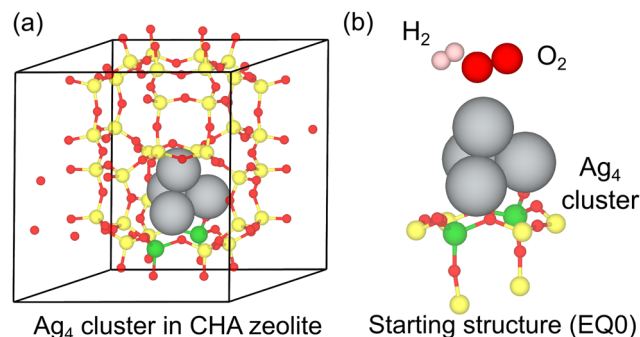 (a)
Ag₄ cluster in CHA zeolite
(b)
H₂
O₂
Ag₄
cluster
Starting structure (EQ0)